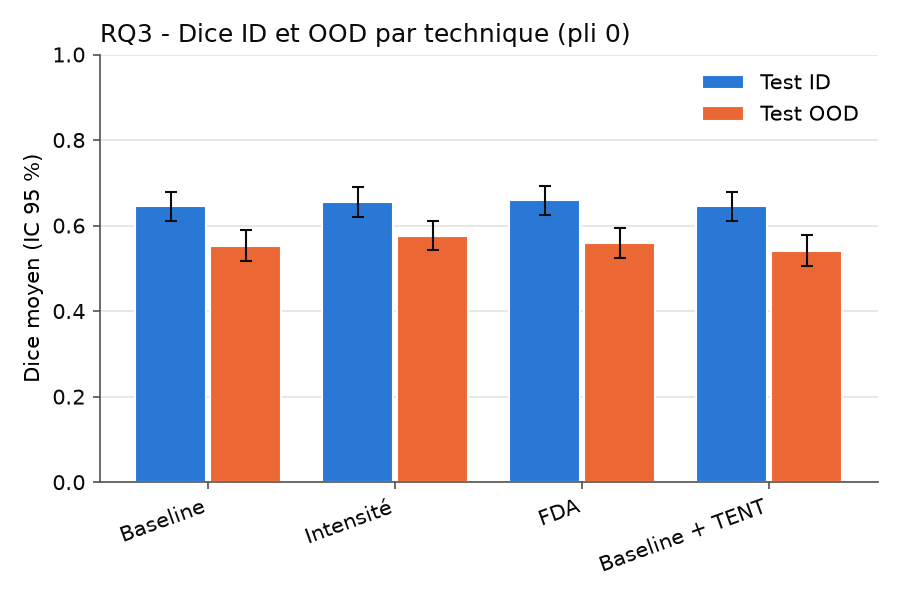 RQ3 - Dice ID et OOD par technique (pli 0)
Test ID
Test OOD
Dice moyen (IC 95 %)
1.0
0.8
0.6
0.4
0.2
0.0
Baseline
Intensité
FDA
Baseline + TENT